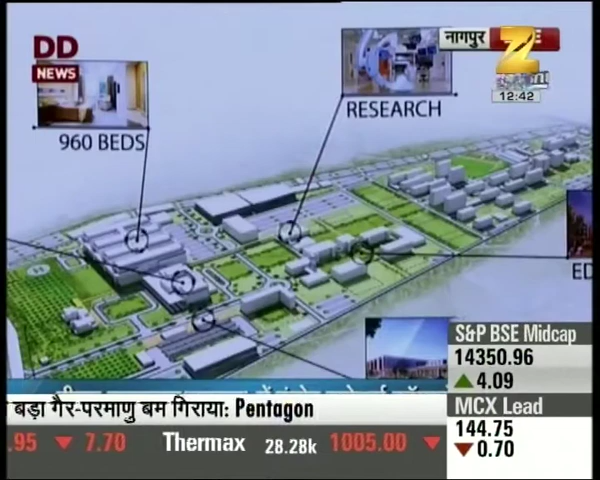 DD
NEWS
नागपुर
12:42
960 BEDS
RESEARCH
ED
S&P BSE Midcap
14350.96
4.09
बड़ा गैर-परमाणु बम गिराया: Pentagon
MCX Lead
144.75
0.70
.95 7.70 Thermax 28.28k 1005.00